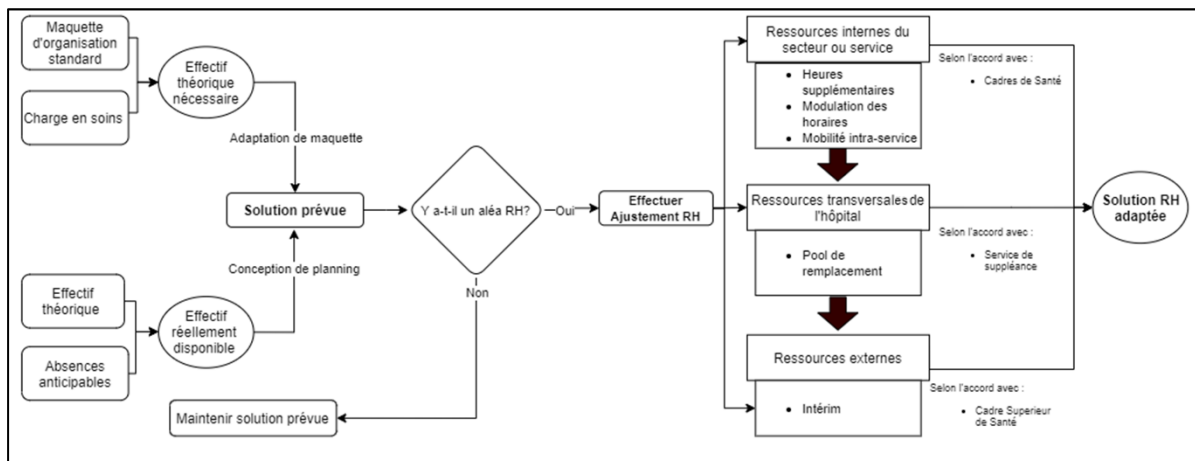 Maquette
d'organisation
standard
Charge en soins
Effectif
théorique
nécessaire
Adaptation de maquette
Solution prévue
Conception de planning
Effectif
théorique
Absences
anticipables
Effectif
réellement
disponible
Y a-t-il un aléa RH?
Oui
Non
Maintenir solution prévue
Effectuer
Ajustement RH
Ressources internes du
secteur ou service
Heures
supplémentaires
Modulation des
horaires
Mobilité intra-service
Selon l'accord avec :
Cadres de Santé
Ressources transversales de
l'hôpital
Pool de
remplacement
Selon l'accord avec :
Service de
suppléance
Ressources externes
Intérim
Selon l'accord avec :
Cadre Superieur
de Santé
Solution RH
adaptée